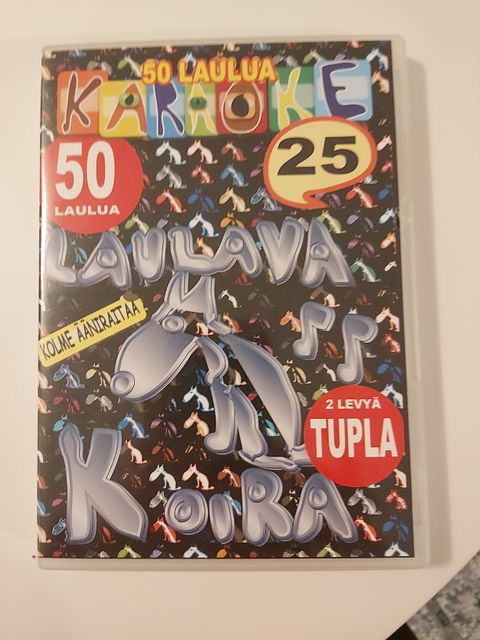 50 LAULUA
KARAOKE
50
LAULUA
25
LAULAVA
KOLME ÄÄNIRAITAA
2 LEVYÄ
TUPLA
KOIRA